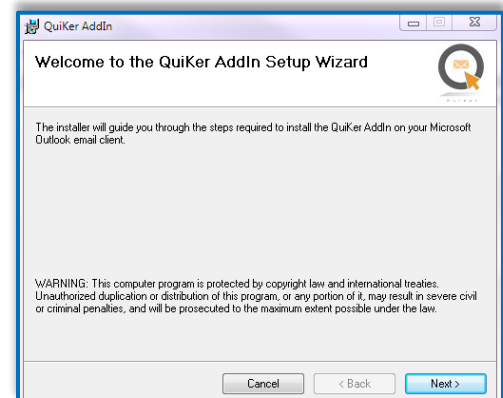 QuiKer AddIn
Welcome to the QuiKer AddIn Setup Wizard
QuiKer
The installer will guide you through the steps required to install the QuiKer AddIn on your Microsoft
Outlook email client.
WARNING: This computer program is protected by copyright law and international treaties.
Unauthorized duplication or distribution of this program, or any portion of it, may result in severe civil
or criminal penalties, and will be prosecuted to the maximum extent possible under the law.
Cancel < Back Next >